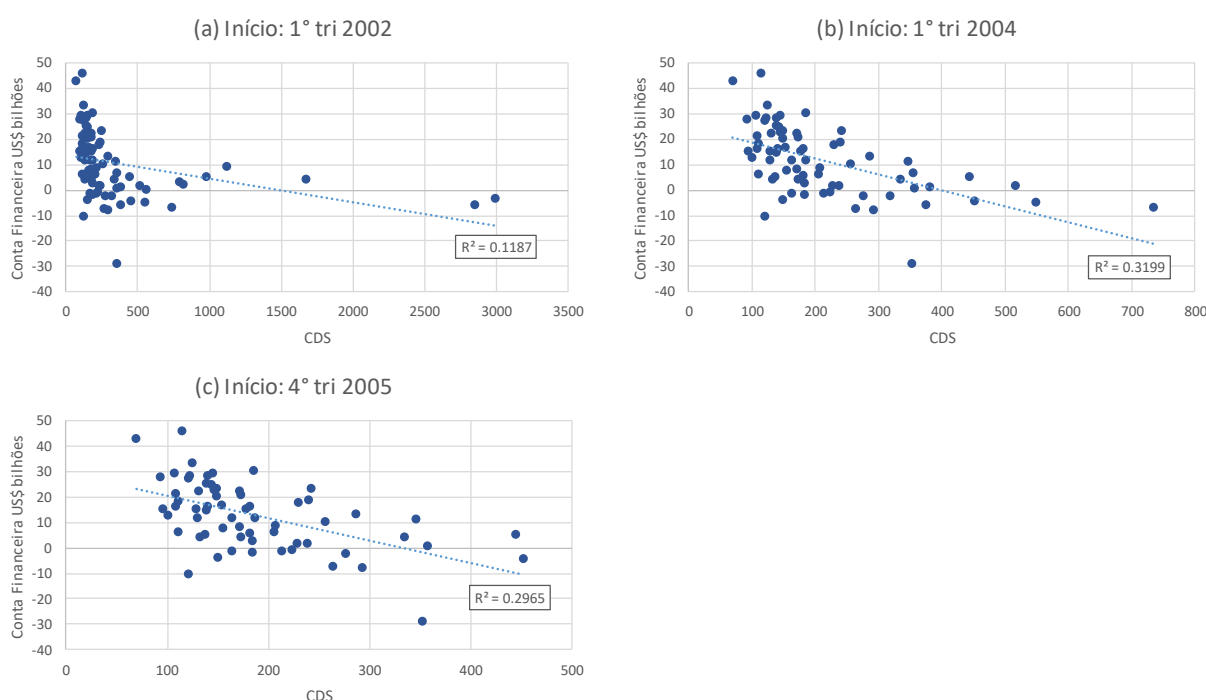 (a) Início: 1° tri 2002
Conta Financeira US$ bilhões
50
40
30
20
10
0
-10
-20
-30
-40
R² = 0.1187
0 500 1000 1500 2000 2500 3000 3500
CDS
(b) Início: 1° tri 2004
Conta Financeira US$ bilhões
50
40
30
20
10
0
-10
-20
-30
-40
R² = 0.3199
0 100 200 300 400 500 600 700 800
CDS
(c) Início: 4° tri 2005
Conta Financeira US$ bilhões
50
40
30
20
10
0
-10
-20
-30
-40
R² = 0.2965
0 100 200 300 400 500
CDS